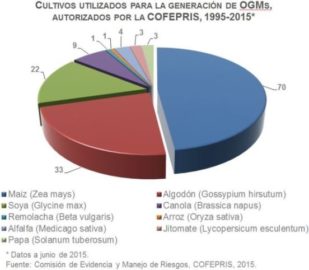 CULTIVOS UTILIZADOS PARA LA GENERACIÓN DE OGMS,
AUTORIZADOS POR LA COFEPRIS, 1995-2015*
1
1
4
3
3
9
22
70
33
Maíz (Zea mays)
Algodón (Gossypium hirsutum)
Soya (Glycine max)
Canola (Brassica napus)
Remolacha (Beta vulgaris)
Arroz (Oryza sativa)
Alfalfa (Medicago sativa)
Jitomate (Lycopersicum esculentum)
Papa (Solanum tuberosum)
* Datos a junio de 2015.
Fuente: Comisión de Evidencia y Manejo de Riesgos, COFEPRIS, 2015.